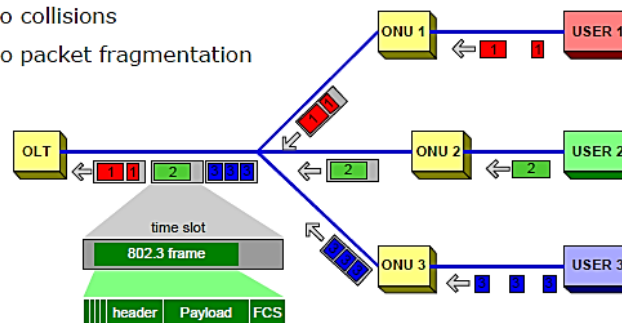 o collisions
o packet fragmentation
ONU 1
USER 1
1
1
1
1
OLT
1
1
2
3
3
3
2
ONU 2
2
USER 2
time slot
802.3 frame
3
3
3
ONU 3
3
3
3
USER 3
header
Payload
FCS